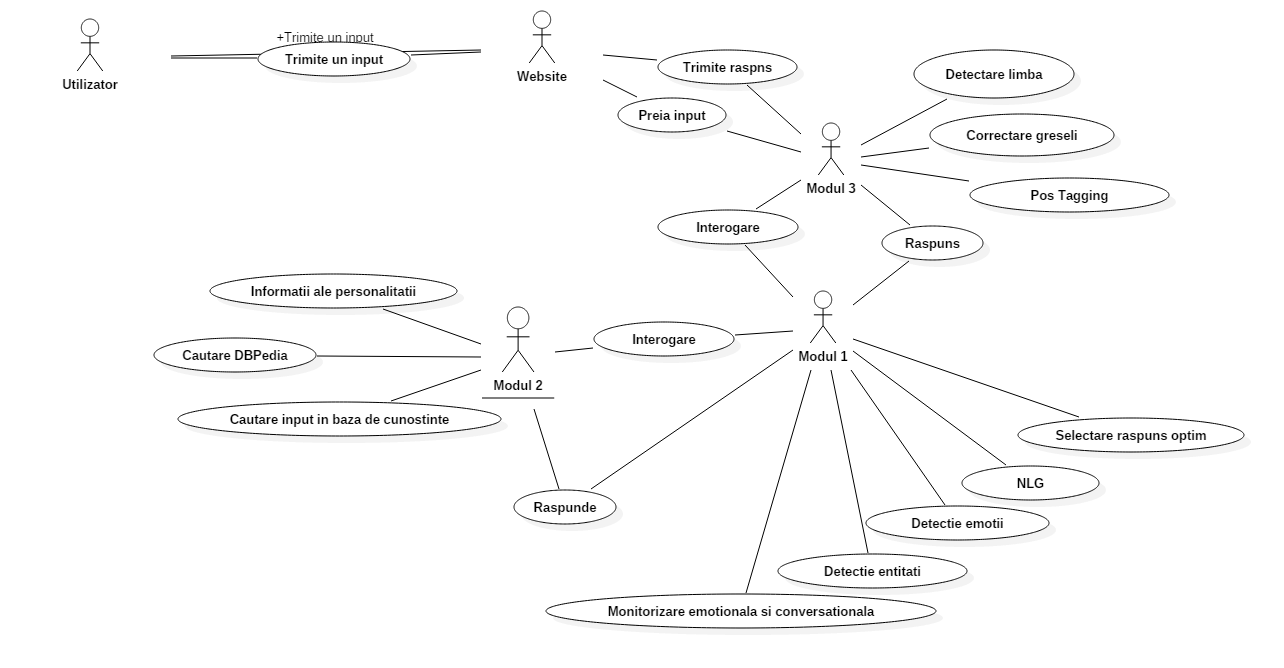 +Trimite un input
Trimite un input
Utilizator
Website
Trimite raspns
Detectare limba
Preia input
Corectare greseli
Modul 3
Pos Tagging
Interogare
Raspuns
Informatii ale personalitatii
Interogare
Cautare DBPedia
Modul 1
Modul 2
Cautare input in baza de cunostinte
Selectare raspuns optim
NLG
Raspunde
Detectie emotii
Detectie entitati
Monitorizare emotionala si conversationala